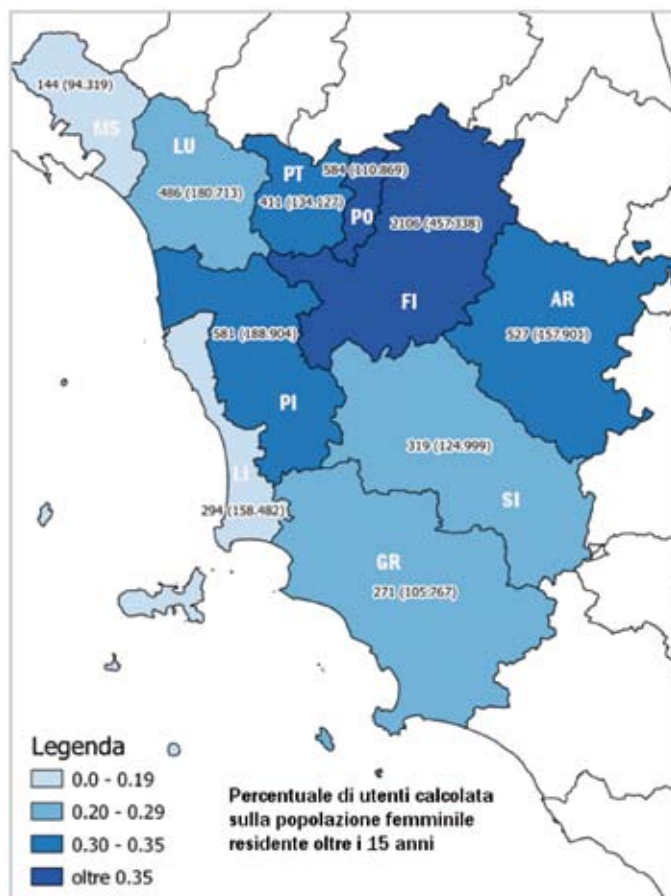 144 (94.319)
MS
LU
486 (180.713)
PT
411 (134.127)
584 (110.869)
PO
2106 (457.338)
FI
AR
527 (157.901)
581 (188.904)
PI
319 (124.999)
SI
LI
294 (158.482)
GR
271 (105.767)
Legenda
0.0 - 0.19
0.20 - 0.29
0.30 - 0.35
oltre 0.35
Percentuale di utenti calcolata
sulla popolazione femminile
residente oltre i 15 anni